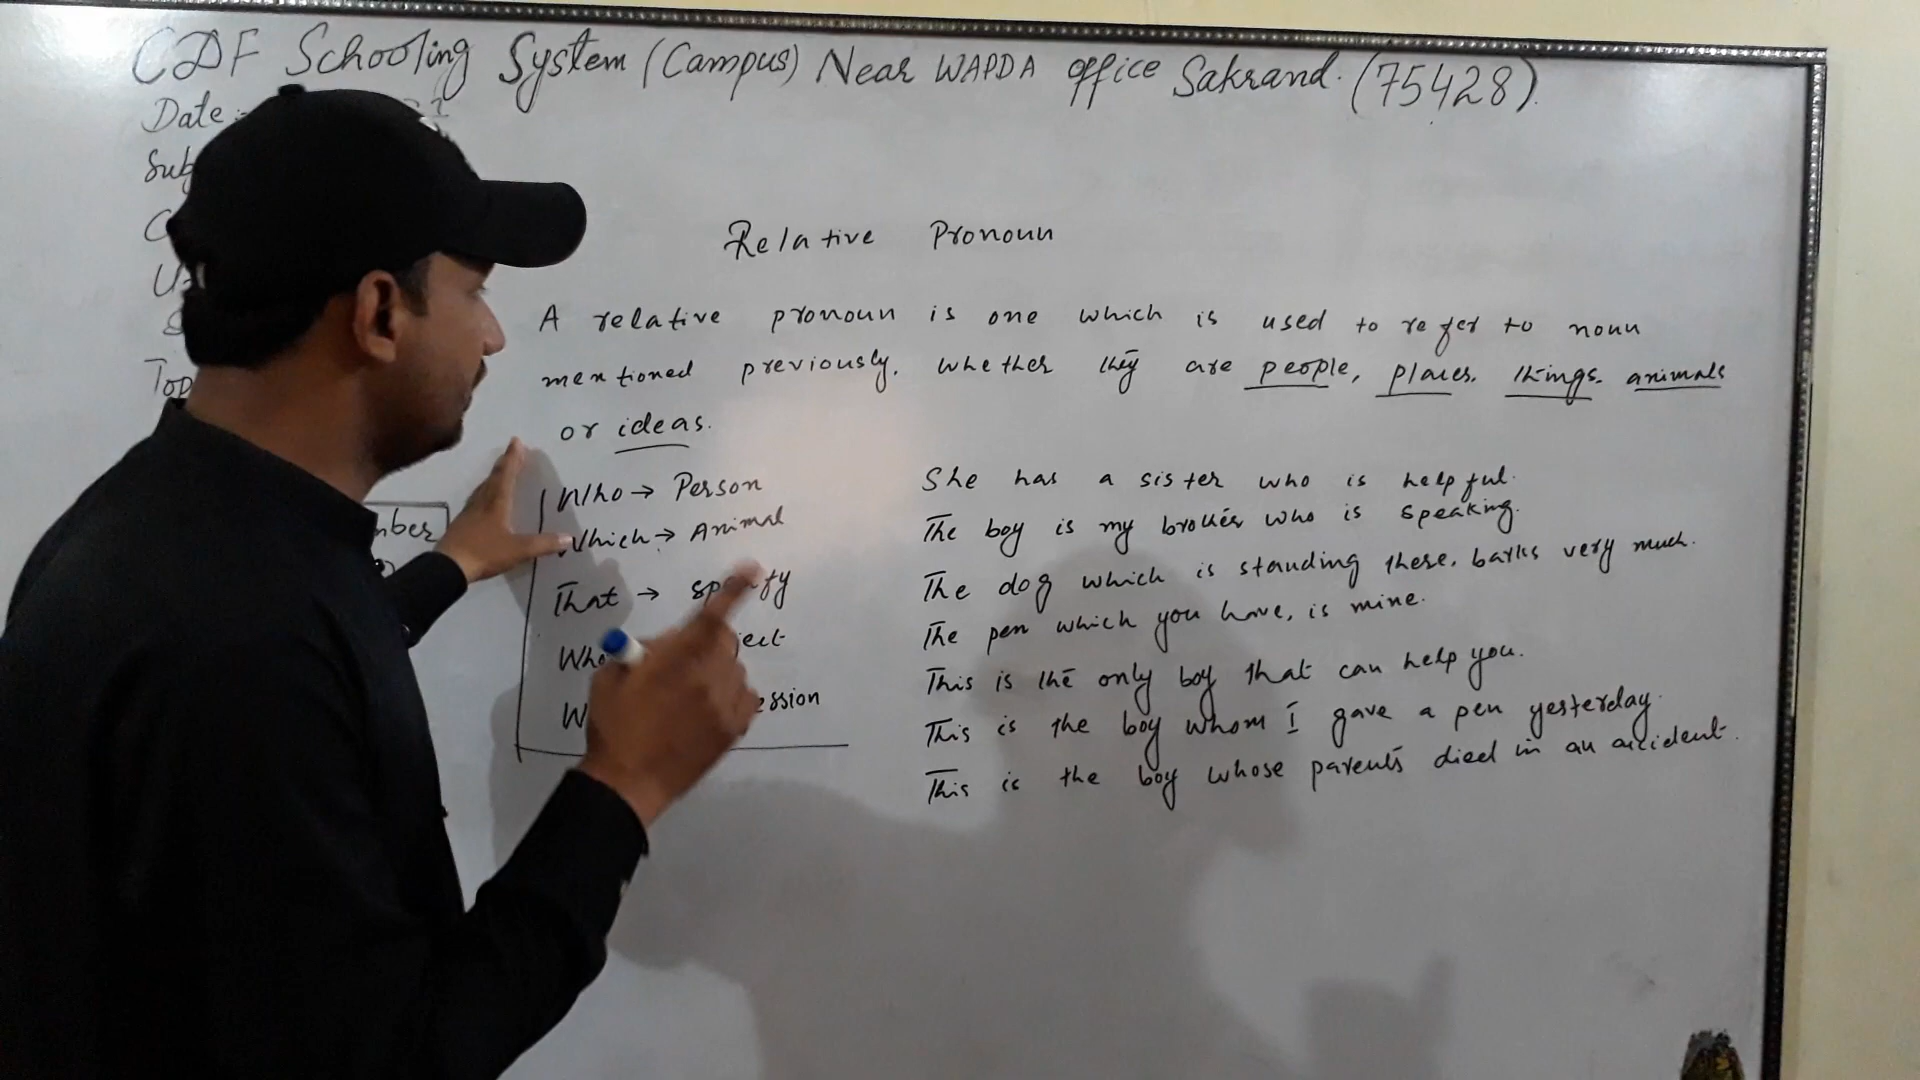 CDF Schooling System (Campus) Near WAPDA office Sakrand. (75428)
Date :-
Relative Pronoun
A relative pronoun is one which is used to refer to noun
mentioned previously, whether they are people, places, things, animals
or ideas.
Who → Person
Which → Animal
That →
She has a sister who is helpful.
The boy is my brother who is speaking.
The dog which is standing there, barks very much.
The pen which you have, is mine.
This is the only boy that can help you.
This is the boy whom I gave a pen yesterday.
This is the boy whose parents died in an accident.